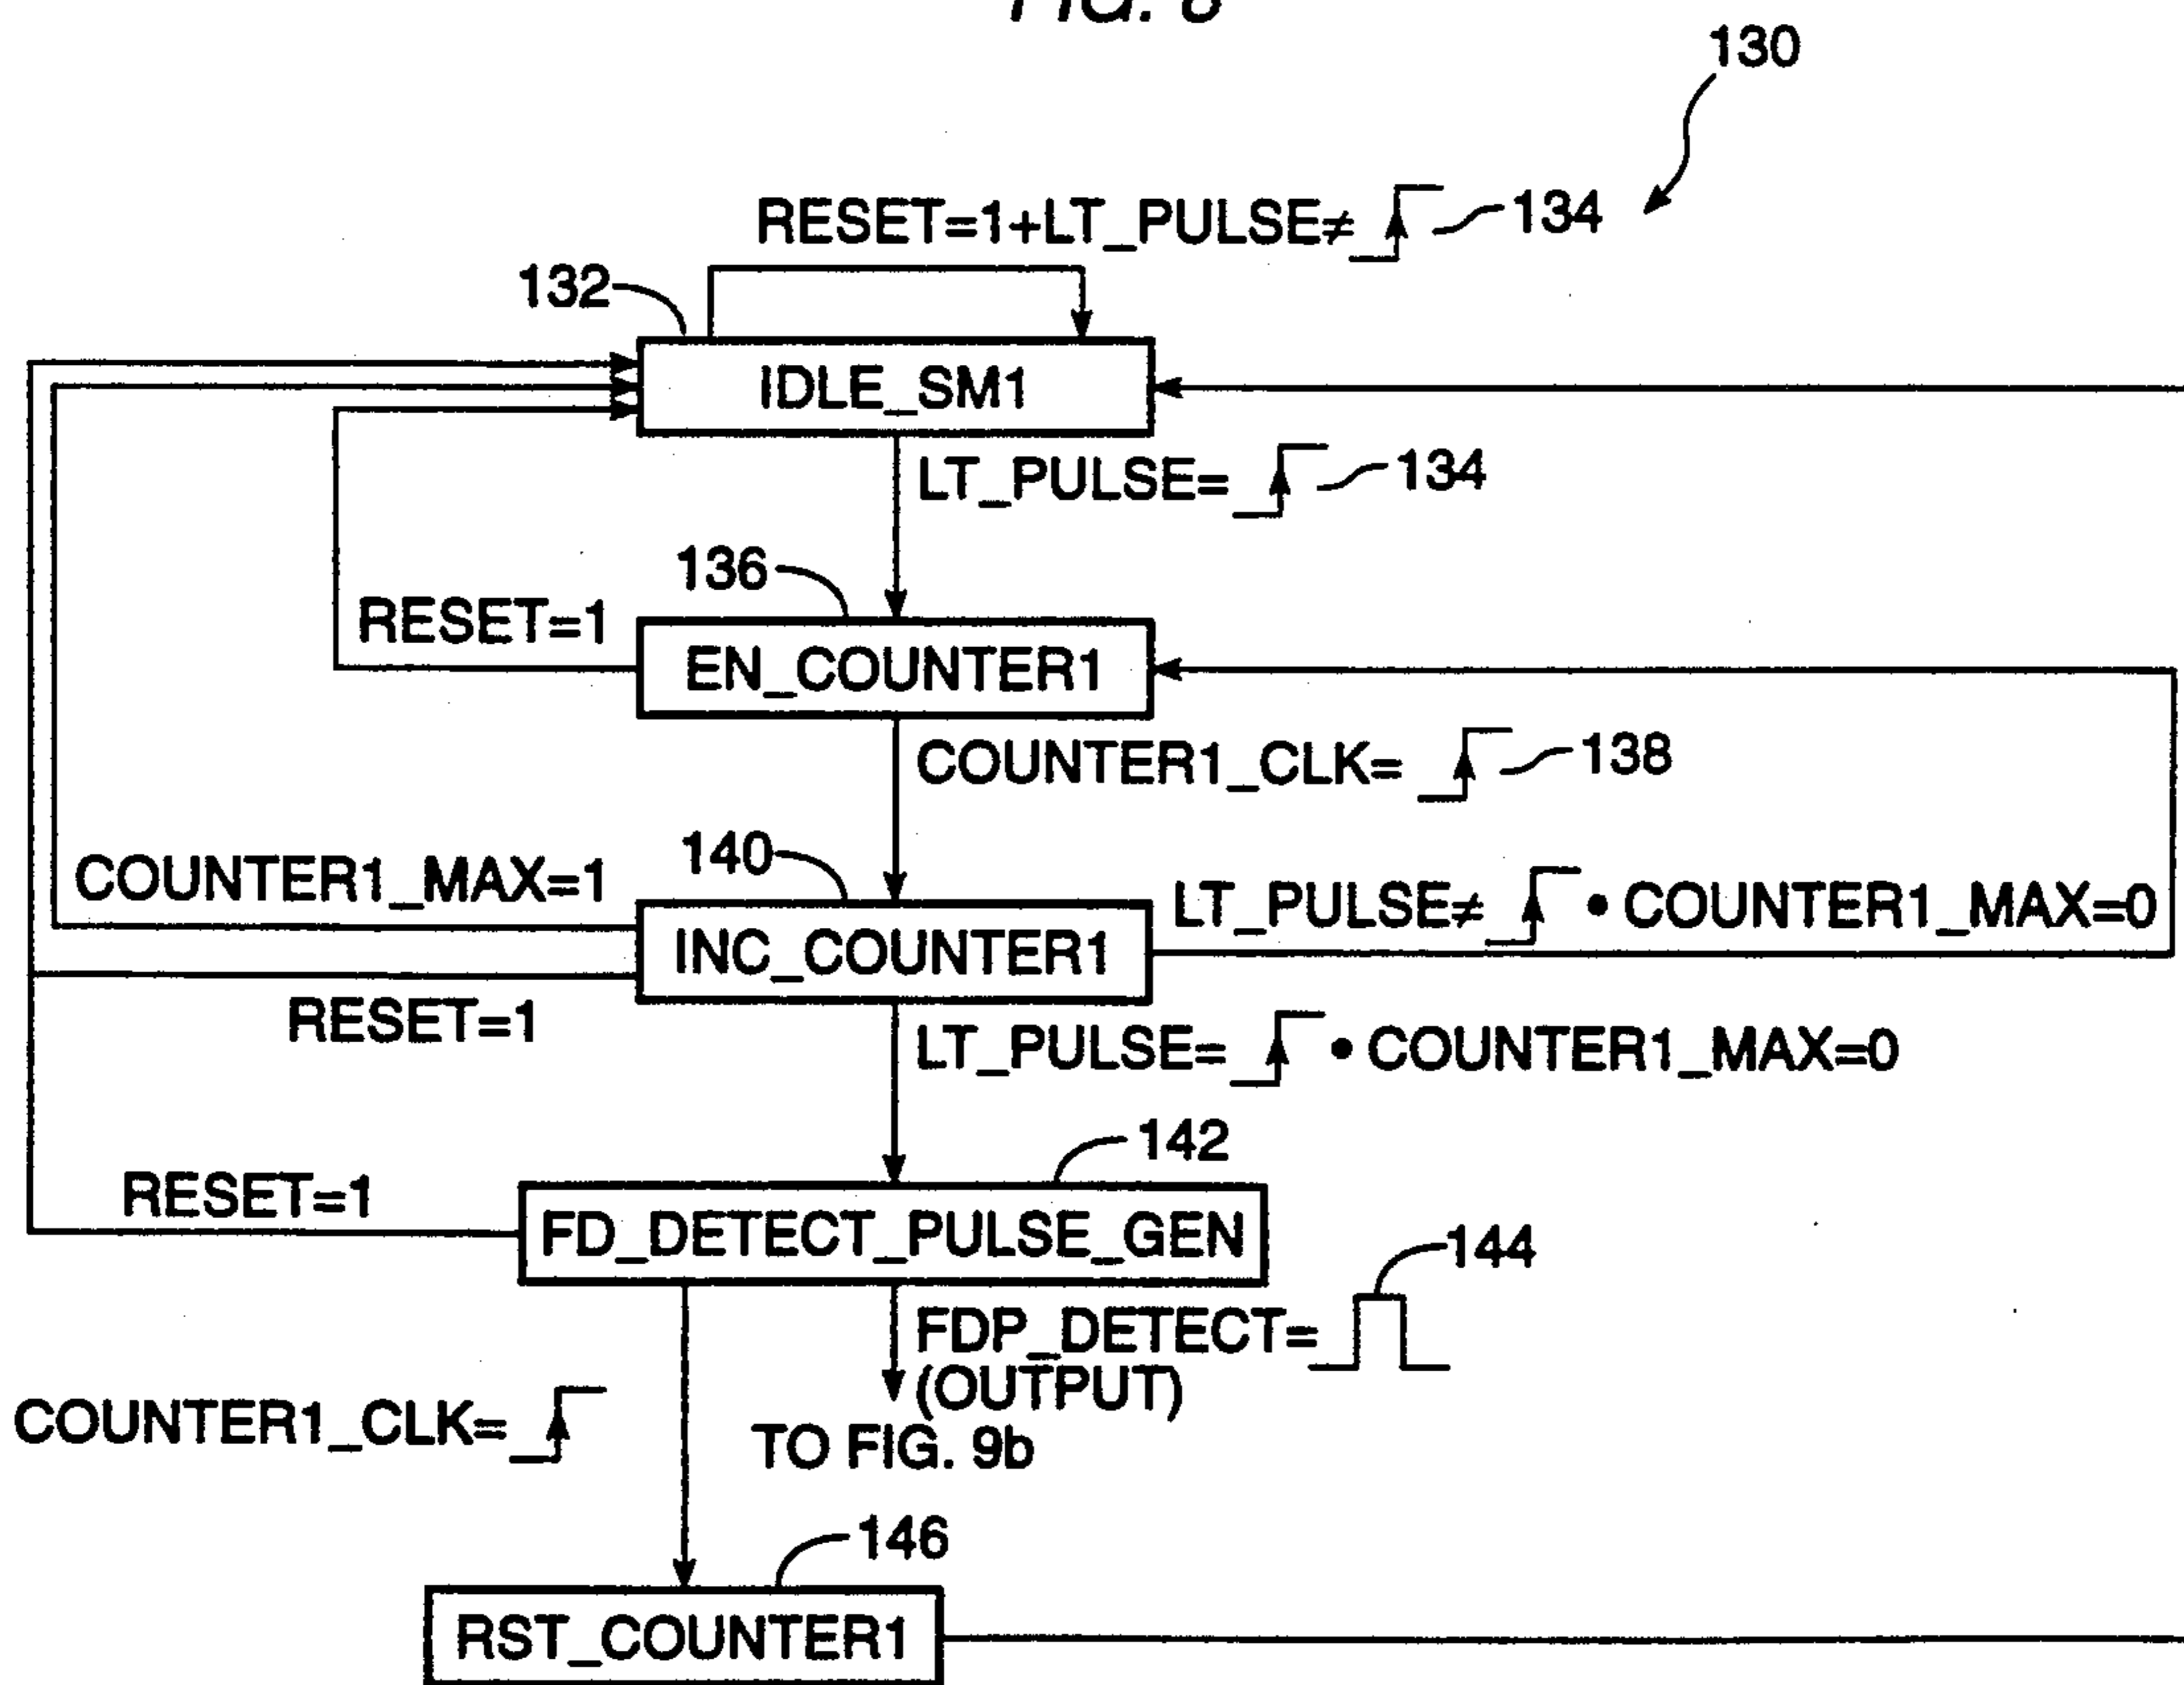 130
RESET=1+LT_PULSE≠ 134
132
IDLE_SM1
LT_PULSE= 134
136
RESET=1
EN_COUNTER1
COUNTER1_CLK= 138
140
COUNTER1_MAX=1
LT_PULSE≠ • COUNTER1_MAX=0
INC_COUNTER1
RESET=1
LT_PULSE= • COUNTER1_MAX=0
142
RESET=1
FD_DETECT_PULSE_GEN
144
FDP_DETECT=
(OUTPUT)
COUNTER1_CLK=
TO FIG. 9b
146
RST_COUNTER1